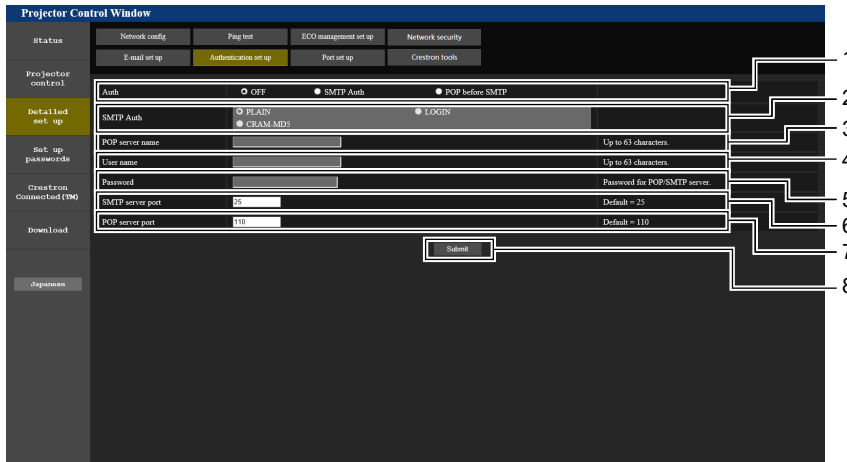 Projector Control Window
Status
Network config Ping test ECO management set up Network security
E-mail set up Authentication set up Port set up Crestron tools
Projector
control
Detailed
set up
Set up
passwords
Crestron
Connected(TM)
Download
Japanese
Auth OFF SMTP Auth POP before SMTP 1
SMTP Auth PLAIN LOGIN 2
CRAM-MD5
POP server name Up to 63 characters. 3
User name Up to 63 characters. 4
Password Password for POP/SMTP server. 5
SMTP server port 25 Default = 25 6
POP server port 110 Default = 110 7
Submit 8